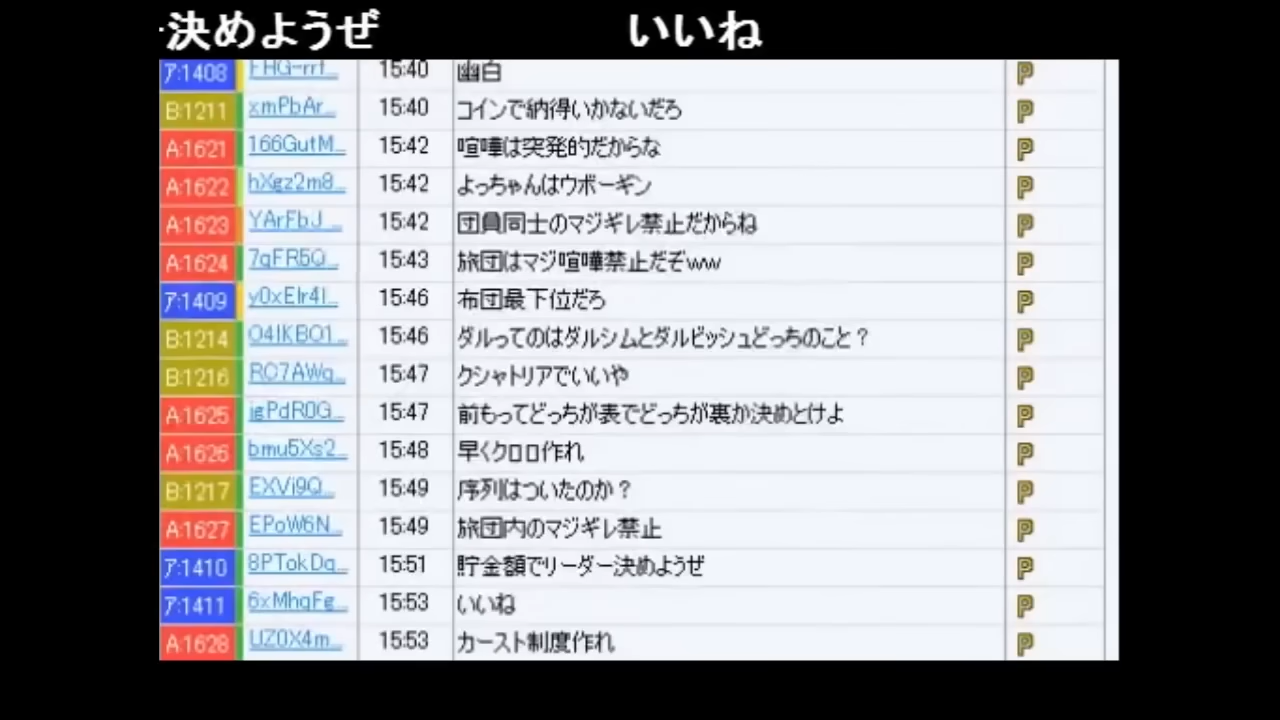 決めようぜ いいね
ア:1408 15:40 幽白 P
B:1211 xmPbAr... 15:40 コインで納得いかないだろ P
A:1621 166GutM... 15:42 喧嘩は突発的だからな P
A:1622 hXgz2m8... 15:42 よっちゃんはウボーギン P
A:1623 YArFbJ_... 15:42 団員同士のマジギレ禁止だからね P
A:1624 7qFR5Q... 15:43 旅団はマジ喧嘩禁止だぞww P
ア:1409 15:46 布団最下位だろ P
B:1214 15:46 ダルってのはダルシムとダルビッシュどっちのこと？ P
B:1216 RC7AWq... 15:47 クシャトリアでいいや P
A:1625 15:47 前もってどっちが表でどっちが裏か決めとけよ P
A:1626 bmu5Xs2... 15:48 早くクロロ作れ P
B:1217 EXVi9Q... 15:49 序列はついたのか？ P
A:1627 EPoW6N... 15:49 旅団内のマジギレ禁止 P
ア:1410 8PTokDq... 15:51 貯金額でリーダー決めようぜ P
ア:1411 6xMhqFg... 15:53 いいね P
A:1628 UZ0X4m... 15:53 カースト制度作れ P